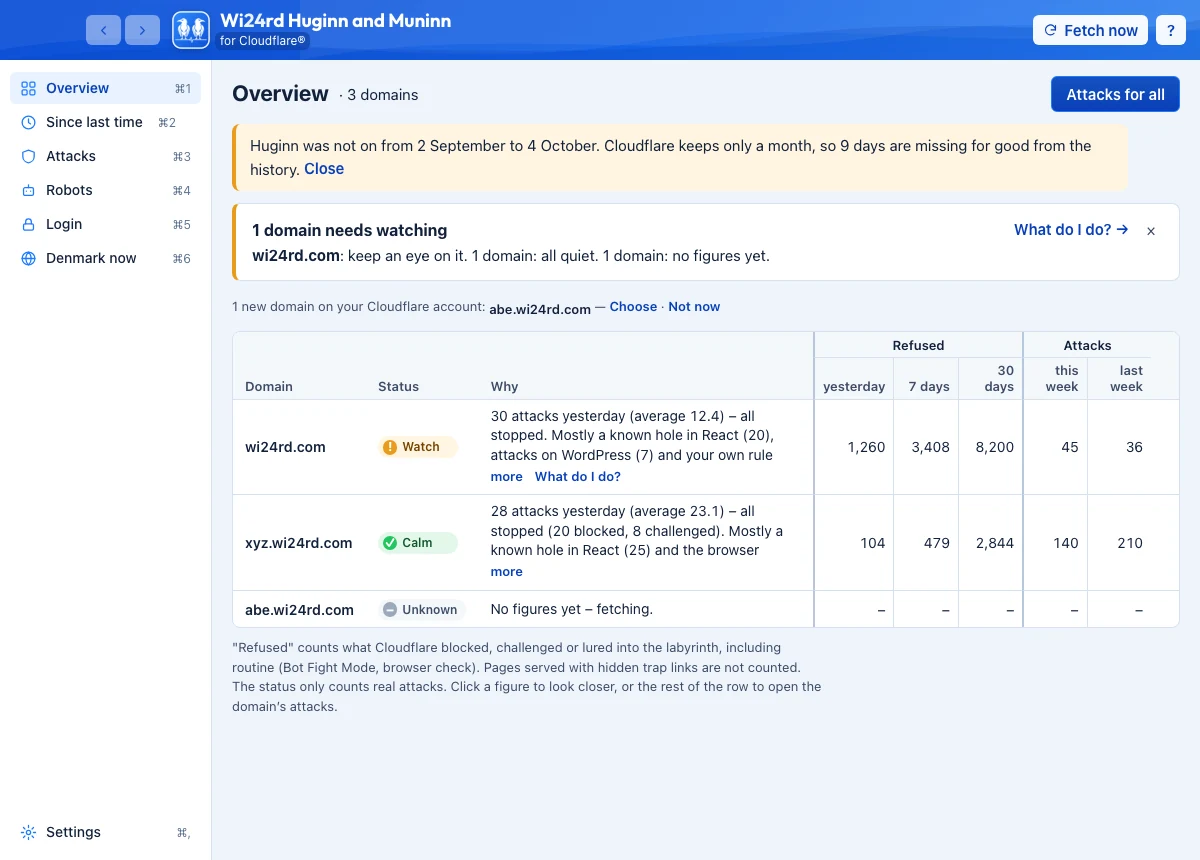 Wi24rd Huginn and Muninn
for Cloudflare®
Fetch now
?
Overview ⌘1
Since last time ⌘2
Attacks ⌘3
Robots ⌘4
Login ⌘5
Denmark now ⌘6
Settings ⌘,
Overview · 3 domains
Attacks for all
Huginn was not on from 2 September to 4 October. Cloudflare keeps only a month, so 9 days are missing for good from the
history. Close
1 domain needs watching
What do I do? →
×
wi24rd.com: keep an eye on it. 1 domain: all quiet. 1 domain: no figures yet.
1 new domain on your Cloudflare account: abe.wi24rd.com — Choose · Not now
Refused Attacks
Domain Status Why yesterday 7 days 30 days this week last week
wi24rd.com
Watch
30 attacks yesterday (average 12.4) – all
stopped. Mostly a known hole in React (20),
attacks on WordPress (7) and your own rule
more What do I do?
1,260 3,408 8,200 45 36
xyz.wi24rd.com
Calm
28 attacks yesterday (average 23.1) – all
stopped (20 blocked, 8 challenged). Mostly a
known hole in React (25) and the browser
more
104 479 2,844 140 210
abe.wi24rd.com Unknown No figures yet – fetching. – – – – –
"Refused" counts what Cloudflare blocked, challenged or lured into the labyrinth, including
routine (Bot Fight Mode, browser check). Pages served with hidden trap links are not counted.
The status only counts real attacks. Click a figure to look closer, or the rest of the row to open the
domain’s attacks.